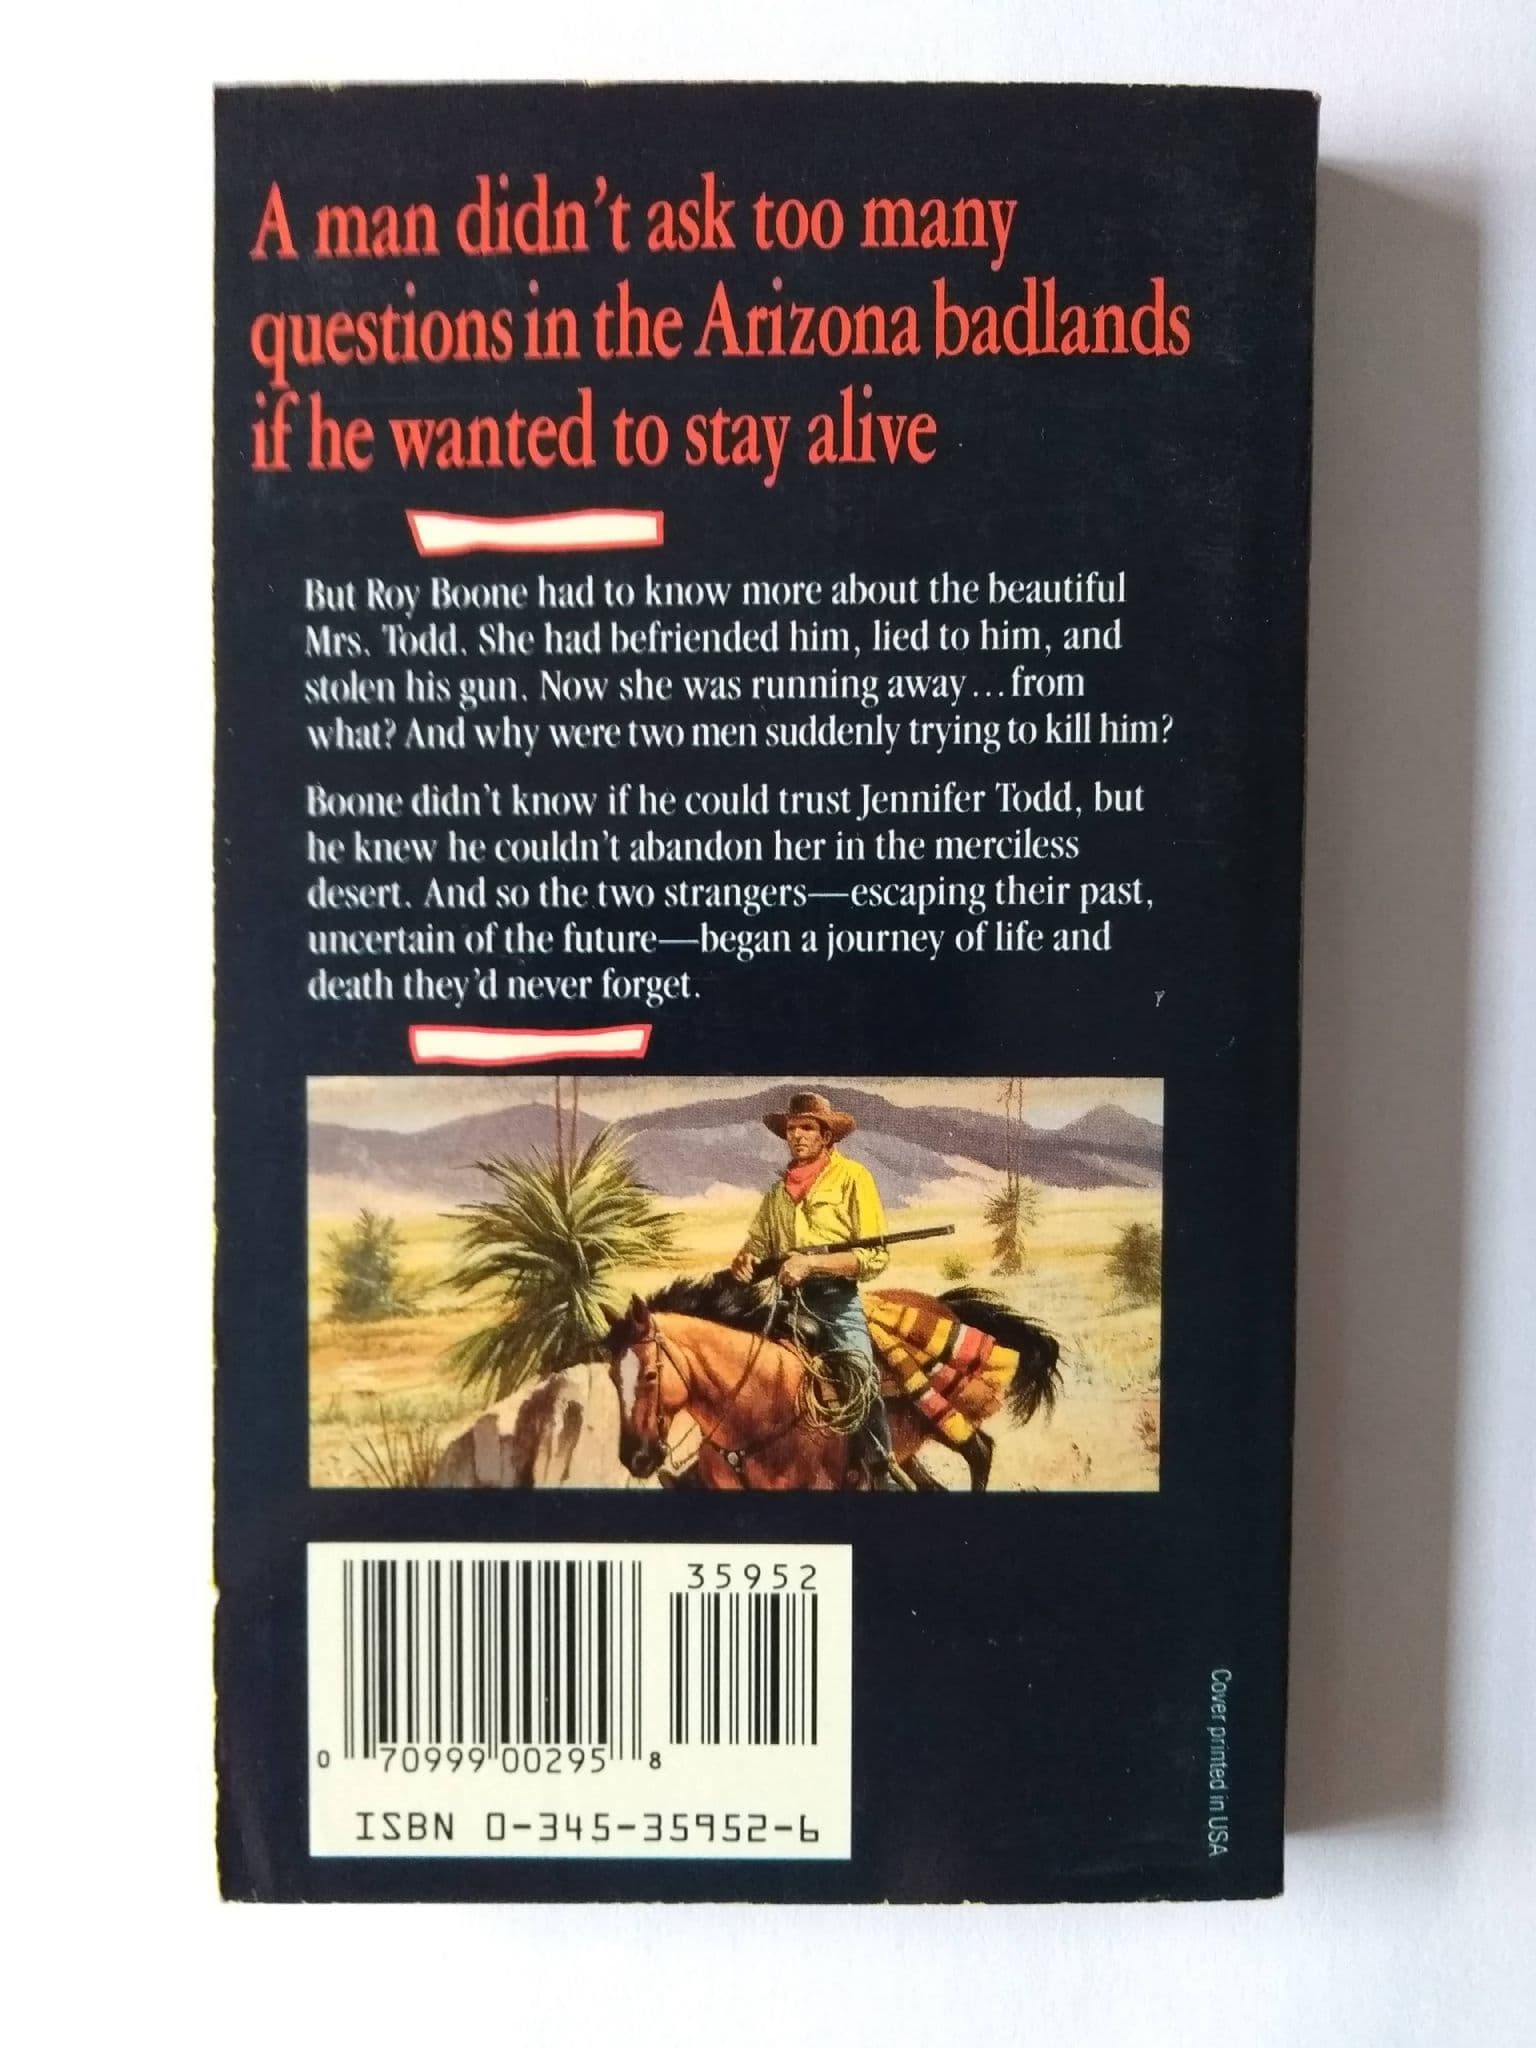 A man didn't ask too many
questions in the Arizona badlands
if he wanted to stay alive
But Roy Boone had to know more about the beautiful
Mrs. Todd. She had befriended him, lied to him, and
stolen his gun. Now she was running away...from
what? And why were two men suddenly trying to kill him?
Boone didn't know if he could trust Jennifer Todd, but
he knew he couldn't abandon her in the merciless
desert. And so the two strangers—escaping their past,
uncertain of the future—began a journey of life and
death they'd never forget.
35952
0 70999 00295 8
ISBN 0-345-35952-6
Cover printed in USA